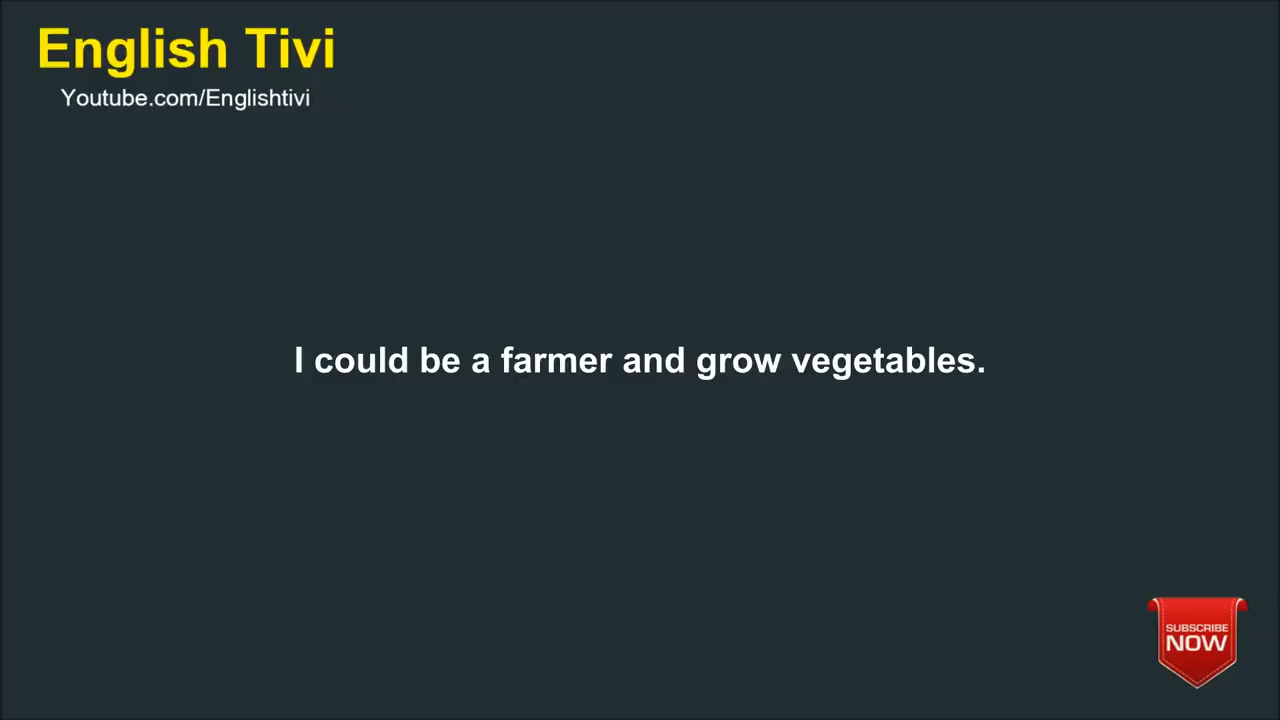 English Tivi
Youtube.com/Englishtivi
I could be a farmer and grow vegetables.
SUBSCRIBE
NOW